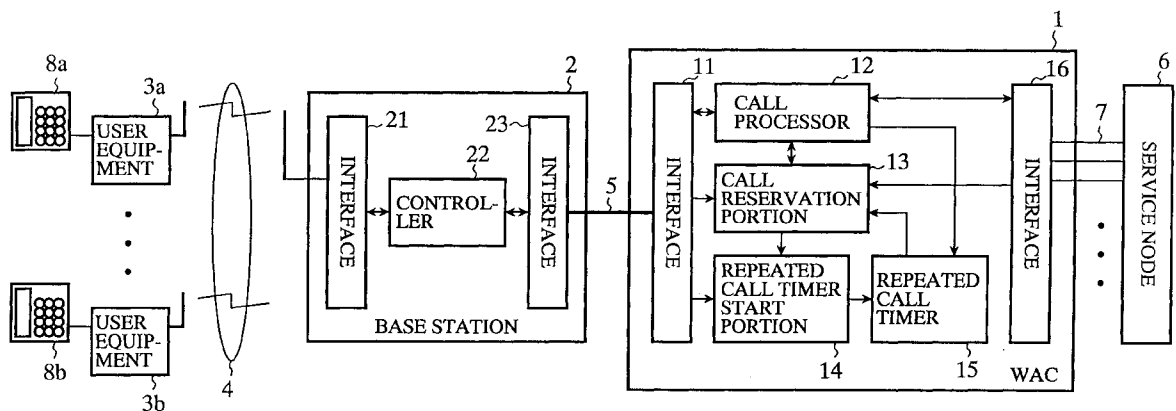 1
8a
3a
2
11
12
16
6
USER
EQUIP-
MENT
21
23
CALL
PROCESSOR
7
22
13
INTERFACE
CONTROL-
LER
INTERFACE
5
INTERFACE
CALL
RESERVATION
PORTION
INTERFACE
SERVICE NODE
REPEATED
CALL TIMER
START
PORTION
REPEATED
CALL
TIMER
USER
EQUIP-
MENT
BASE STATION
8b
3b
4
14
15
WAC